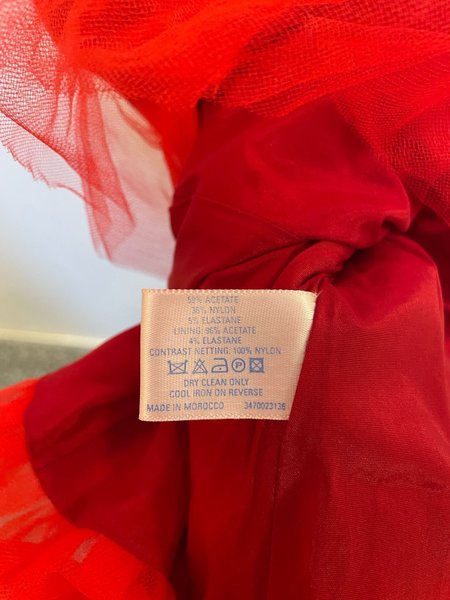 59% ACETATE
36% NYLON
5% ELASTANE
LINING: 96% ACETATE
4% ELASTANE
CONTRAST NETTING: 100% NYLON
P
DRY CLEAN ONLY
COOL IRON ON REVERSE
MADE IN MOROCCO 3470023136